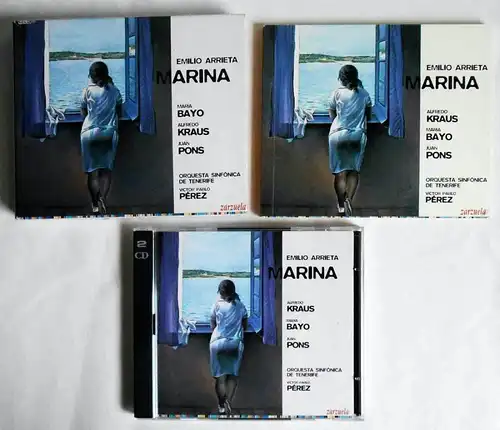 EMILIO ARRIETA
MARINA
MARIA
BAYO
ALFREDO
KRAUS
JUAN
PONS
ORQUESTA SINFÓNICA
DE TENERIFE
VICTOR PABLO
PÉREZ
zarzuela
EMILIO ARRIETA
MARINA
ALFREDO
KRAUS
MARIA
BAYO
JUAN
PONS
ORQUESTA SINFÓNICA
DE TENERIFE
VICTOR PABLO
PÉREZ
zarzuela
2
CD
EMILIO ARRIETA
MARINA
ALFREDO
KRAUS
MARIA
BAYO
JUAN
PONS
ORQUESTA SINFÓNICA
DE TENERIFE
VICTOR PABLO
PÉREZ
zarzuela